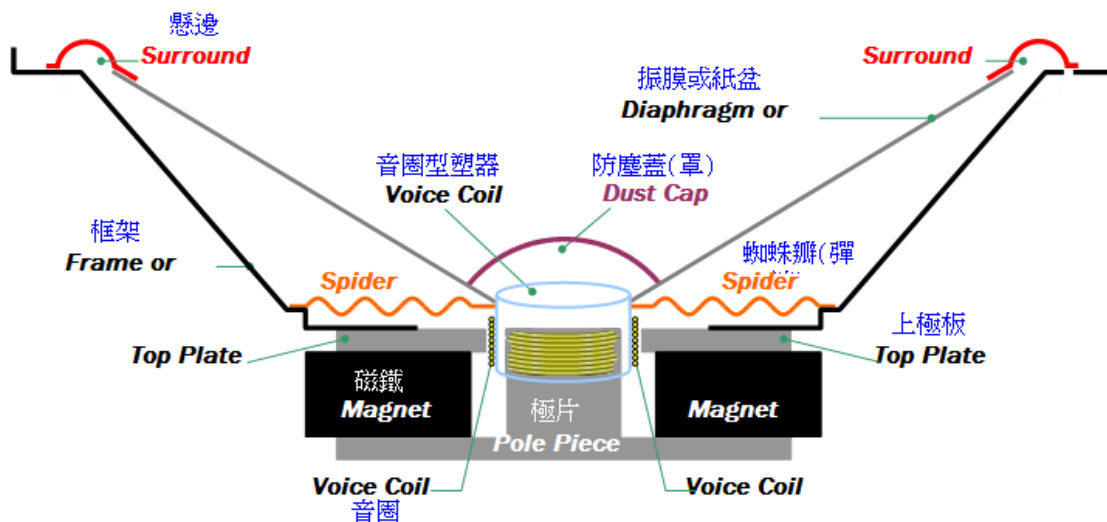 懸邊
Surround
Surround
振膜或紙盆
Diaphragm or
音圈型塑器
Voice Coil
防塵蓋(罩)
Dust Cap
框架
Frame or
蜘蛛瓣(彈
Spider
Spider
上極板
Top Plate
Top Plate
磁鐵
Magnet
極片
Magnet
Pole Piece
Voice Coil
音圈
Voice Coil